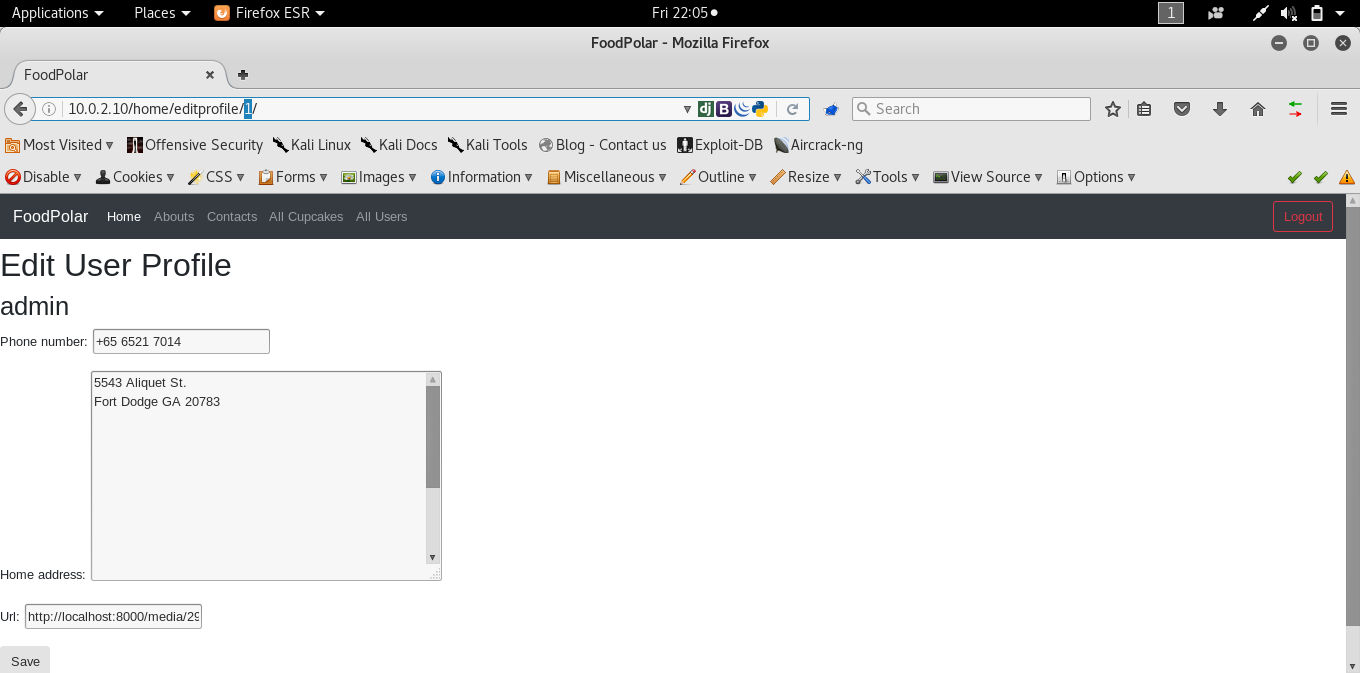 Applications Places Firefox ESR Fri 22:05 1
FoodPolar - Mozilla Firefox
FoodPolar
10.0.2.10/home/editprofile/1/ dj B Search
Most Visited Offensive Security Kali Linux Kali Docs Kali Tools Blog - Contact us Exploit-DB Aircrack-ng
Disable Cookies CSS Forms Images Information Miscellaneous Outline Resize Tools View Source Options
FoodPolar Home Abouts Contacts All Cupcakes All Users Logout
Edit User Profile
admin
Phone number: +65 6521 7014
5543 Aliquet St.
Fort Dodge GA 20783
Home address:
Url: http://localhost:8000/media/29
Save